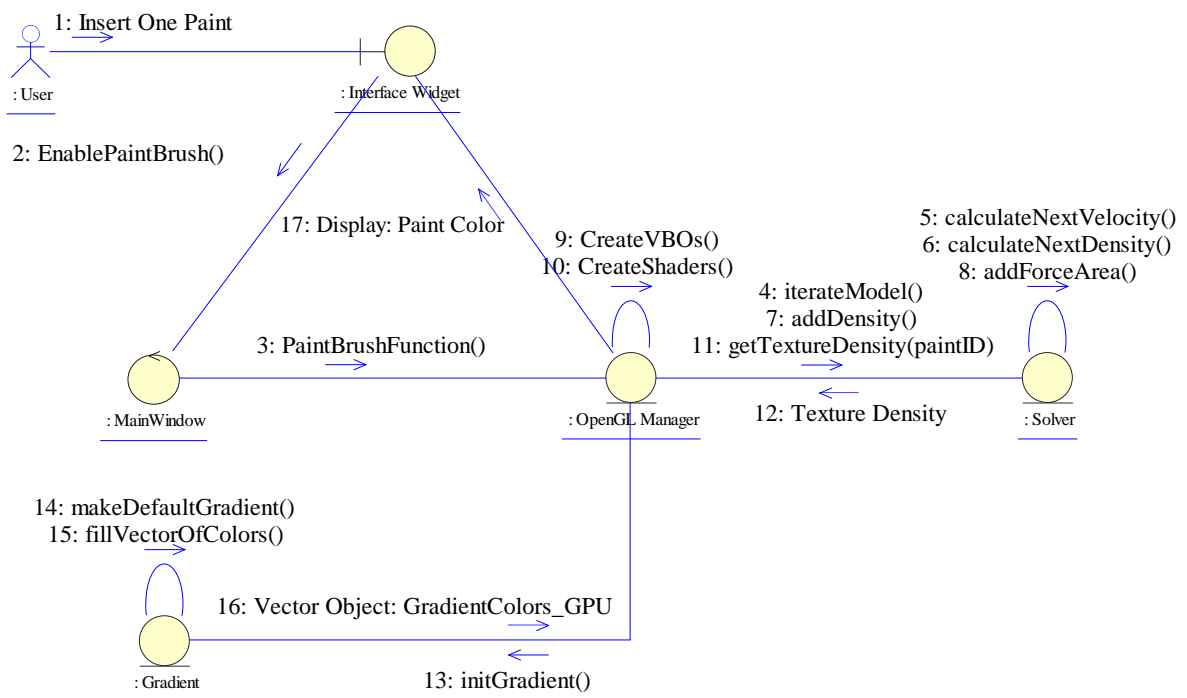 1: Insert One Paint
: User
: Interface Widget
2: EnablePaintBrush()
17: Display: Paint Color
9: CreateVBOs()
10: CreateShaders()
5: calculateNextVelocity()
6: calculateNextDensity()
8: addForceArea()
4: iterateModel()
7: addDensity()
11: getTextureDensity(paintID)
3: PaintBrushFunction()
12: Texture Density
: MainWindow
: OpenGL Manager
: Solver
14: makeDefaultGradient()
15: fillVectorOfColors()
16: Vector Object: GradientColors_GPU
13: initGradient()
: Gradient